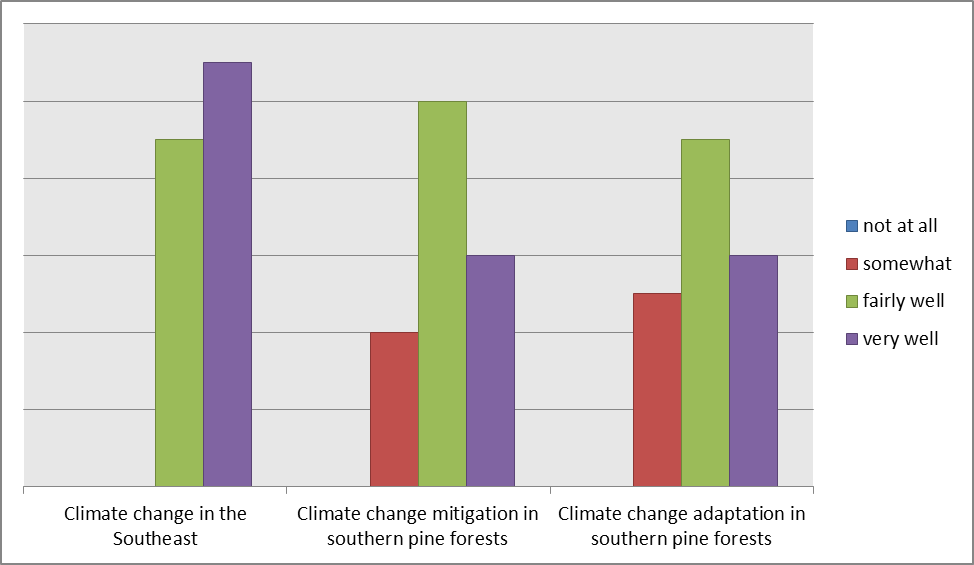 not at all
somewhat
fairly well
very well
Climate change in the
Southeast
Climate change mitigation in
southern pine forests
Climate change adaptation in
southern pine forests